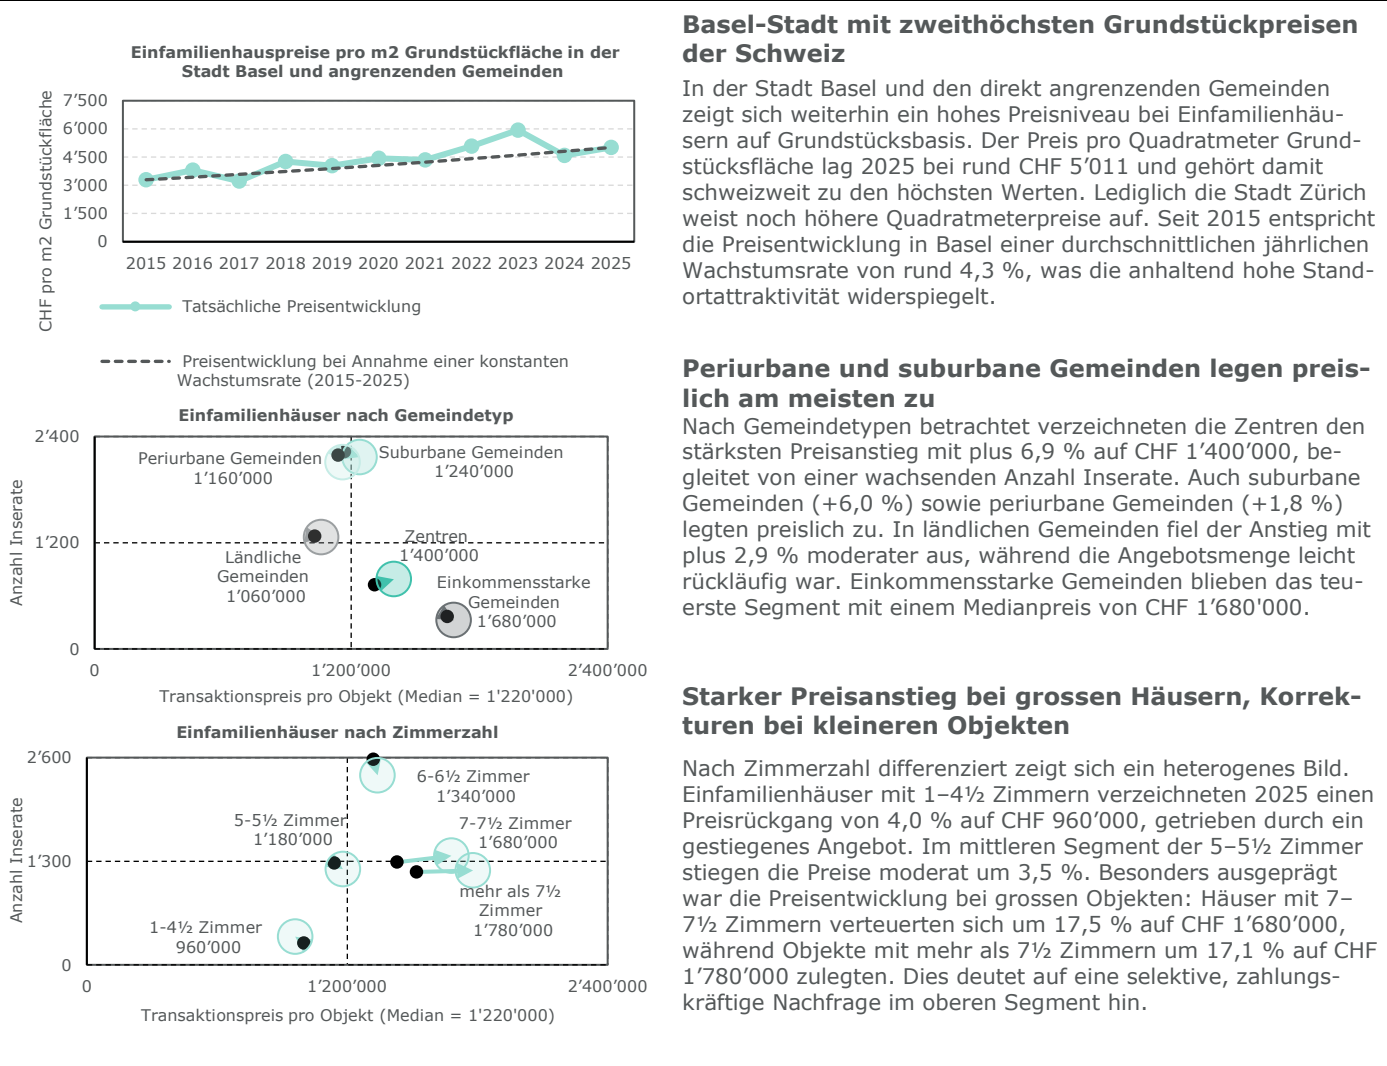 Einfamilienhauspreise pro m2 Grundstückfläche in der
Stadt Basel und angrenzenden Gemeinden
CHF pro m2 Grundstückfläche
7’500
6’000
4’500
3’000
1’500
0
2015 2016 2017 2018 2019 2020 2021 2022 2023 2024 2025
Tatsächliche Preisentwicklung
Preisentwicklung bei Annahme einer konstanten
Wachstumsrate (2015-2025)
Einfamilienhäuser nach Gemeindetyp
Anzahl Inserate
2’400
1’200
0
Periurbane Gemeinden
1’160’000
Suburbane Gemeinden
1’240’000
Ländliche
Gemeinden
1’060’000
Zentren
1’400’000
Einkommensstarke
Gemeinden
1’680’000
0
1’200’000
2’400’000
Transaktionspreis pro Objekt (Median = 1'220'000)
Einfamilienhäuser nach Zimmerzahl
Anzahl Inserate
2’600
1’300
0
6-6½ Zimmer
1’340’000
5-5½ Zimmer
1’180’000
7-7½ Zimmer
1’680’000
mehr als 7½
Zimmer
1’780’000
1-4½ Zimmer
960’000
0
1’200’000
2’400’000
Transaktionspreis pro Objekt (Median = 1'220'000)
Basel-Stadt mit zweithöchsten Grundstückpreisen
der Schweiz
In der Stadt Basel und den direkt angrenzenden Gemeinden
zeigt sich weiterhin ein hohes Preisniveau bei Einfamilienhäu-
sern auf Grundstücksbasis. Der Preis pro Quadratmeter Grund-
stücksfläche lag 2025 bei rund CHF 5’011 und gehört damit
schweizweit zu den höchsten Werten. Lediglich die Stadt Zürich
weist noch höhere Quadratmeterpreise auf. Seit 2015 entspricht
die Preisentwicklung in Basel einer durchschnittlichen jährlichen
Wachstumsrate von rund 4,3 %, was die anhaltend hohe Stand-
ortattraktivität widerspiegelt.
Periurbane und suburbane Gemeinden legen preis-
lich am meisten zu
Nach Gemeindetypen betrachtet verzeichneten die Zentren den
stärksten Preisanstieg mit plus 6,9 % auf CHF 1’400’000, be-
gleitet von einer wachsenden Anzahl Inserate. Auch suburbane
Gemeinden (+6,0 %) sowie periurbane Gemeinden (+1,8 %)
legten preislich zu. In ländlichen Gemeinden fiel der Anstieg mit
plus 2,9 % moderater aus, während die Angebotsmenge leicht
rückläufig war. Einkommensstarke Gemeinden blieben das teu-
erste Segment mit einem Medianpreis von CHF 1’680'000.
Starker Preisanstieg bei grossen Häusern, Korrek-
turen bei kleineren Objekten
Nach Zimmerzahl differenziert zeigt sich ein heterogenes Bild.
Einfamilienhäuser mit 1–4½ Zimmern verzeichneten 2025 einen
Preisrückgang von 4,0 % auf CHF 960’000, getrieben durch ein
gestiegenes Angebot. Im mittleren Segment der 5–5½ Zimmer
stiegen die Preise moderat um 3,5 %. Besonders ausgeprägt
war die Preisentwicklung bei grossen Objekten: Häuser mit 7–
7½ Zimmern verteuerten sich um 17,5 % auf CHF 1’680’000,
während Objekte mit mehr als 7½ Zimmern um 17,1 % auf CHF
1’780’000 zulegten. Dies deutet auf eine selektive, zahlungs-
kräftige Nachfrage im oberen Segment hin.